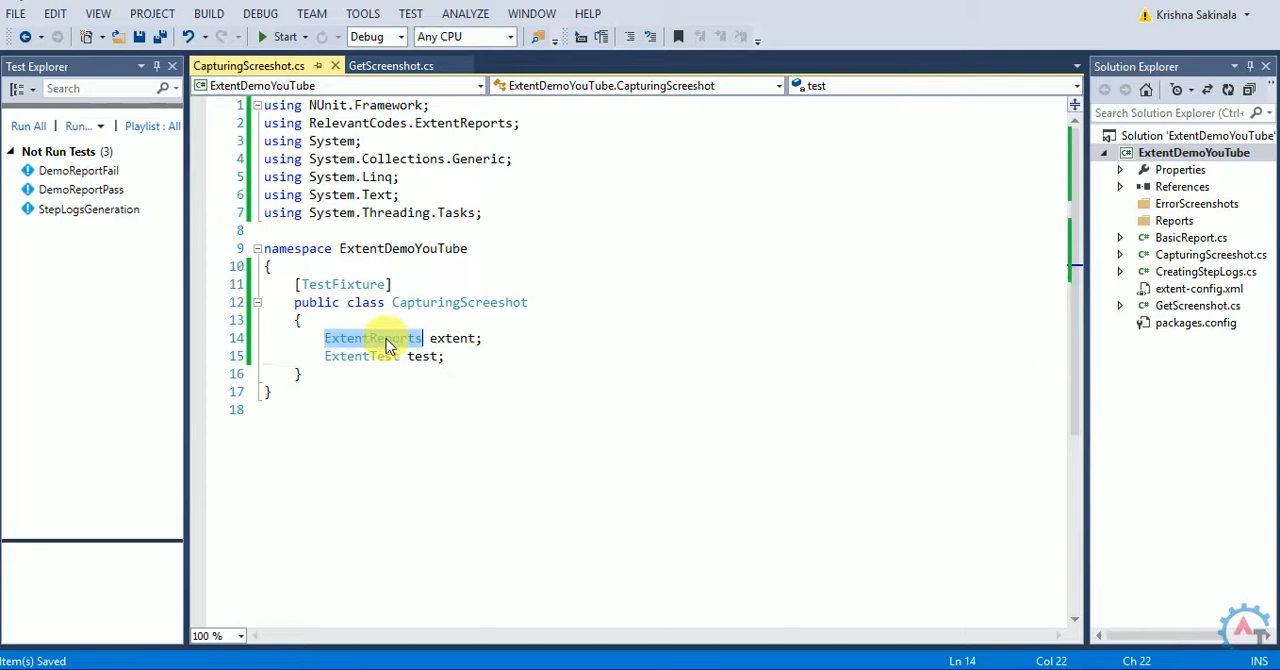 FILE EDIT VIEW PROJECT BUILD DEBUG TEAM TOOLS TEST ANALYZE WINDOW HELP Krishna Sakinala
Start Debug Any CPU
Test Explorer
Search
Run All Run... Playlist : All
Not Run Tests (3)
DemoReportFail
DemoReportPass
StepLogsGeneration
CapturingScreeshot.cs GetScreenshot.cs
ExtentDemoYouTube ExtentDemoYouTube.CapturingScreeshot test
1 using NUnit.Framework;
2 using RelevantCodes.ExtentReports;
3 using System;
4 using System.Collections.Generic;
5 using System.Linq;
6 using System.Text;
7 using System.Threading.Tasks;
8
9 namespace ExtentDemoYouTube
10 {
11 [TestFixture]
12 public class CapturingScreeshot
13 {
14 ExtentReports extent;
15 ExtentTest test;
16 }
17 }
18
100 %
Solution Explorer
Search Solution Explorer (Ctrl+
Solution 'ExtentDemoYouTube'
ExtentDemoYouTube
Properties
References
ErrorScreenshots
Reports
BasicReport.cs
CapturingScreeshot.cs
CreatingStepLogs.cs
extent-config.xml
GetScreenshot.cs
packages.config
Item(s) Saved Ln 14 Col 22 Ch 22 INS
AT